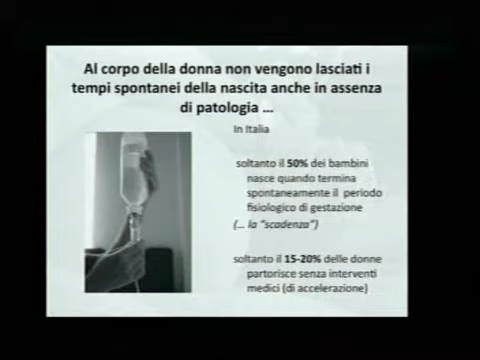 Al corpo della donna non vengono lasciati i
tempi spontanei della nascita anche in assenza
di patologia ...
In Italia
soltanto il 50% dei bambini
nasce quando termina
spontaneamente il periodo
fisiologico di gestazione
(... la "scadenza")
soltanto il 15-20% delle donne
partorisce senza interventi
medici (di accelerazione)